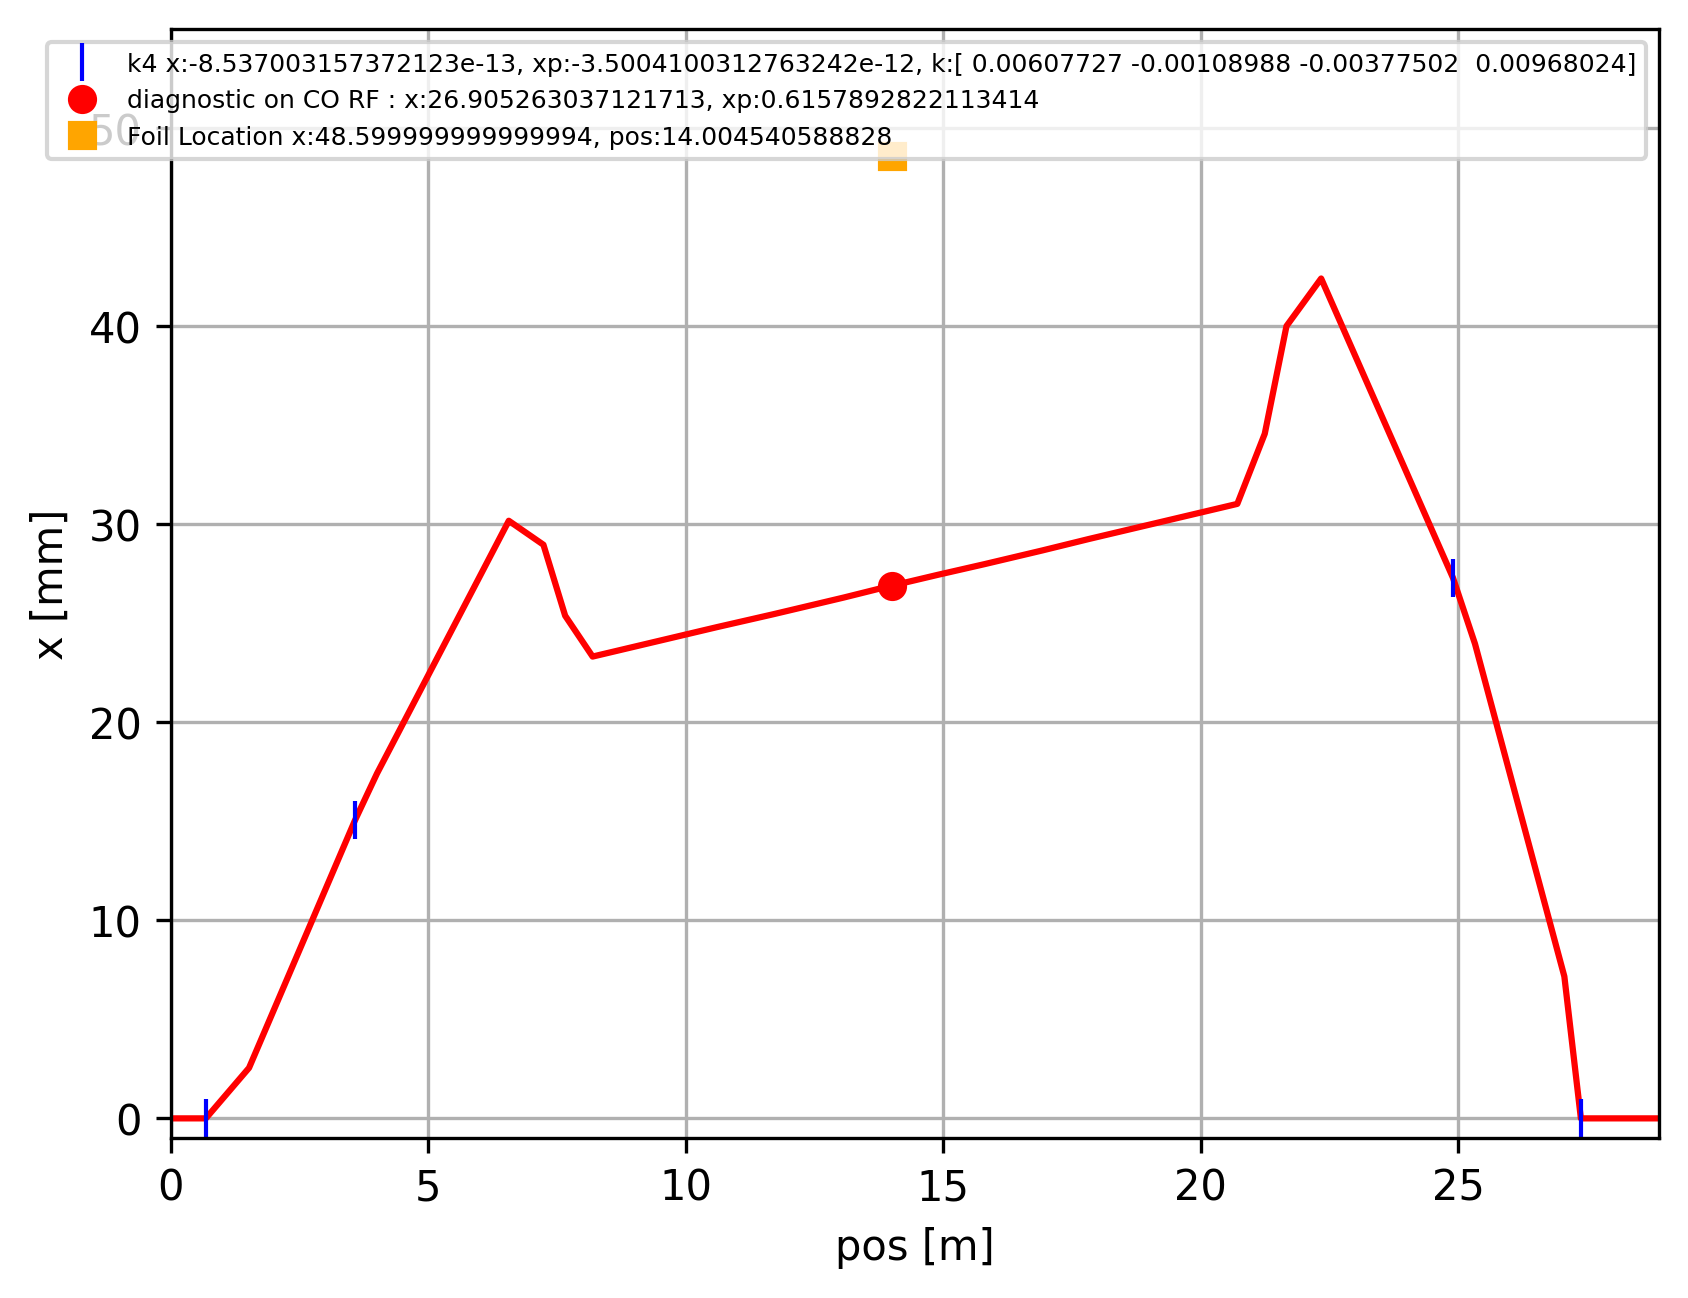 k4 x:-8.537003157372123e-13, xp:-3.5004100312763242e-12, k:[ 0.00607727 -0.00108988 -0.00377502  0.00968024]
diagnostic on CO RF : x:26.905263037121713, xp:0.6157892822113414
Foil Location x:48.599999999999994, pos:14.004540588828
50
40
30
20
10
0
x [mm]
0 5 10 15 20 25
pos [m]